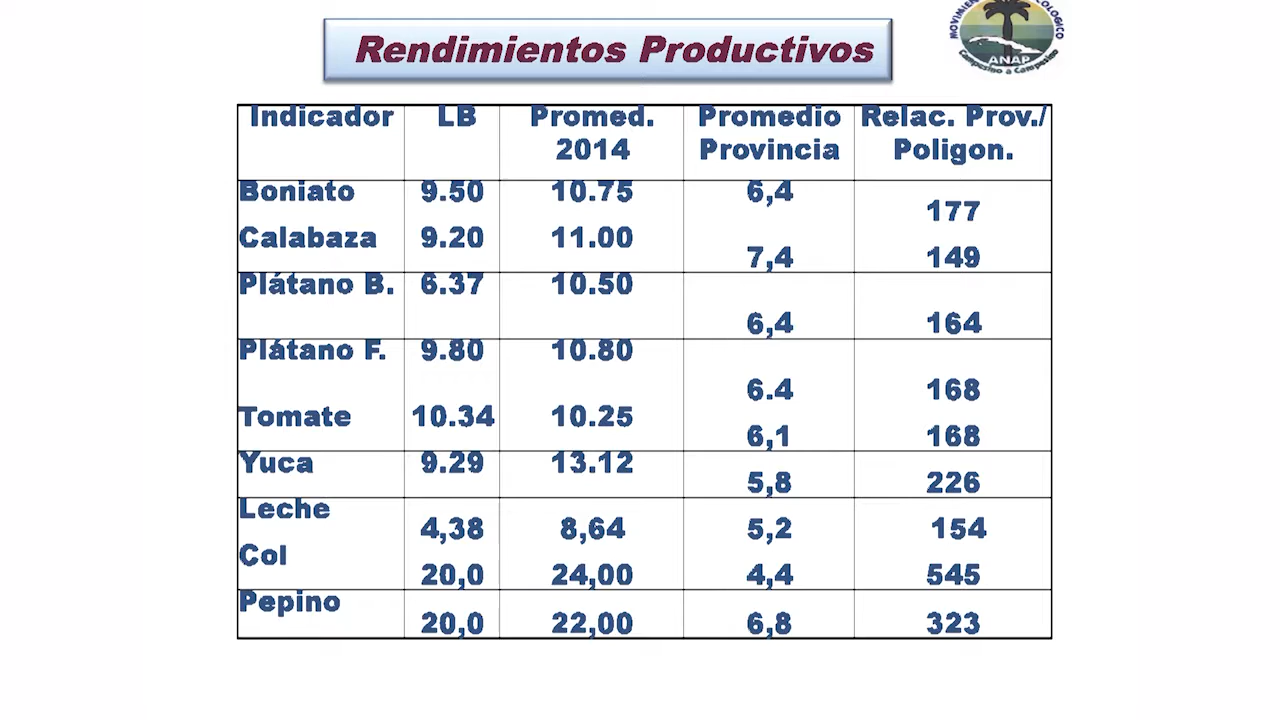 Rendimientos Productivos
ANAP
Campesino a Campesino
Indicador LB Promed. 2014 Promedio Provincia Relac. Prov./ Poligon.
Boniato 9.50 10.75 6,4 177
Calabaza 9.20 11.00 7,4 149
Plátano B. 6.37 10.50 6,4 164
Plátano F. 9.80 10.80 6.4 168
Tomate 10.34 10.25 6,1 168
Yuca 9.29 13.12 5,8 226
Leche 4,38 8,64 5,2 154
Col 20,0 24,00 4,4 545
Pepino 20,0 22,00 6,8 323